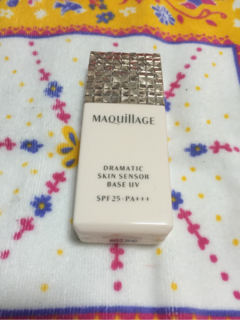 MAQuillAGE
DRAMATIC
SKIN SENSOR
BASE UV
SPF25・PA+++